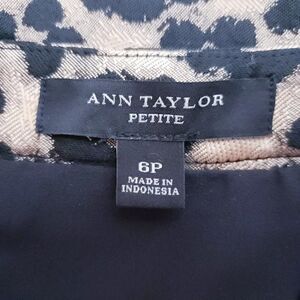 ANN TAYLOR
PETITE
6P
MADE IN
INDONESIA